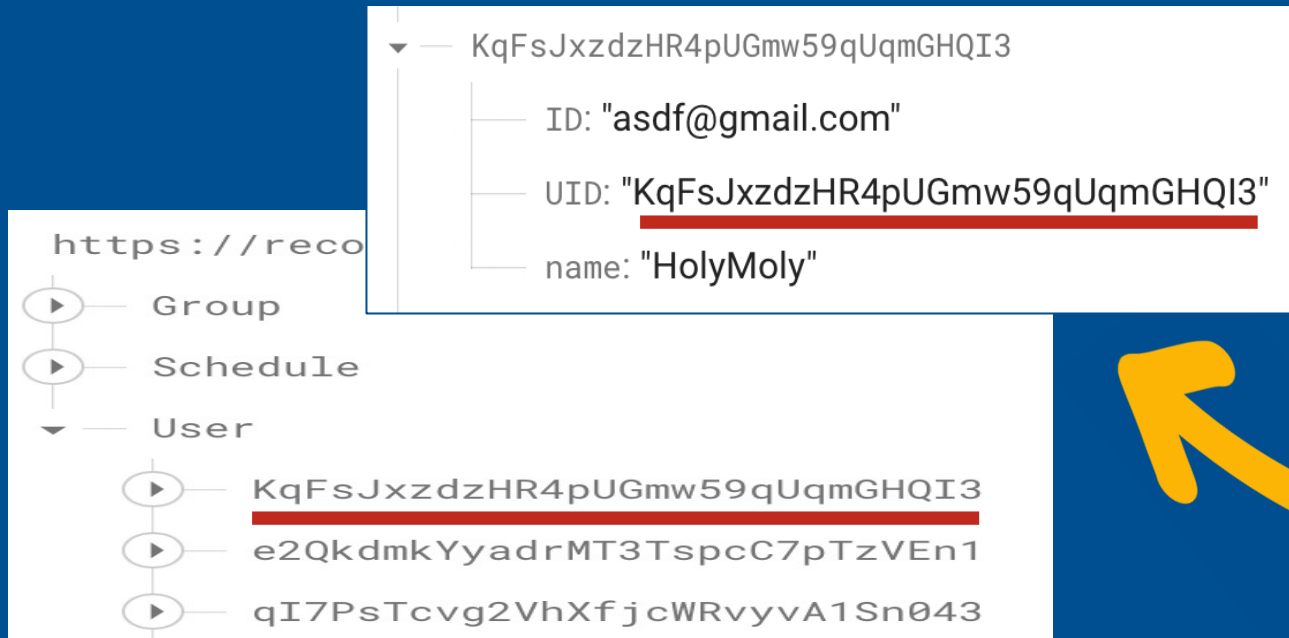 KqFsJxzdzHR4pUGmw59qUqmGHQI3
ID: "asdf@gmail.com"
UID: "KqFsJxzdzHR4pUGmw59qUqmGHQI3"
name: "HolyMoly"
https://reco
Group
Schedule
User
KqFsJxzdzHR4pUGmw59qUqmGHQI3
e2QkdmkYyadrMT3TspcC7pTzVEn1
qI7PsTcvg2VhXfjcWRvyvA1Sn043